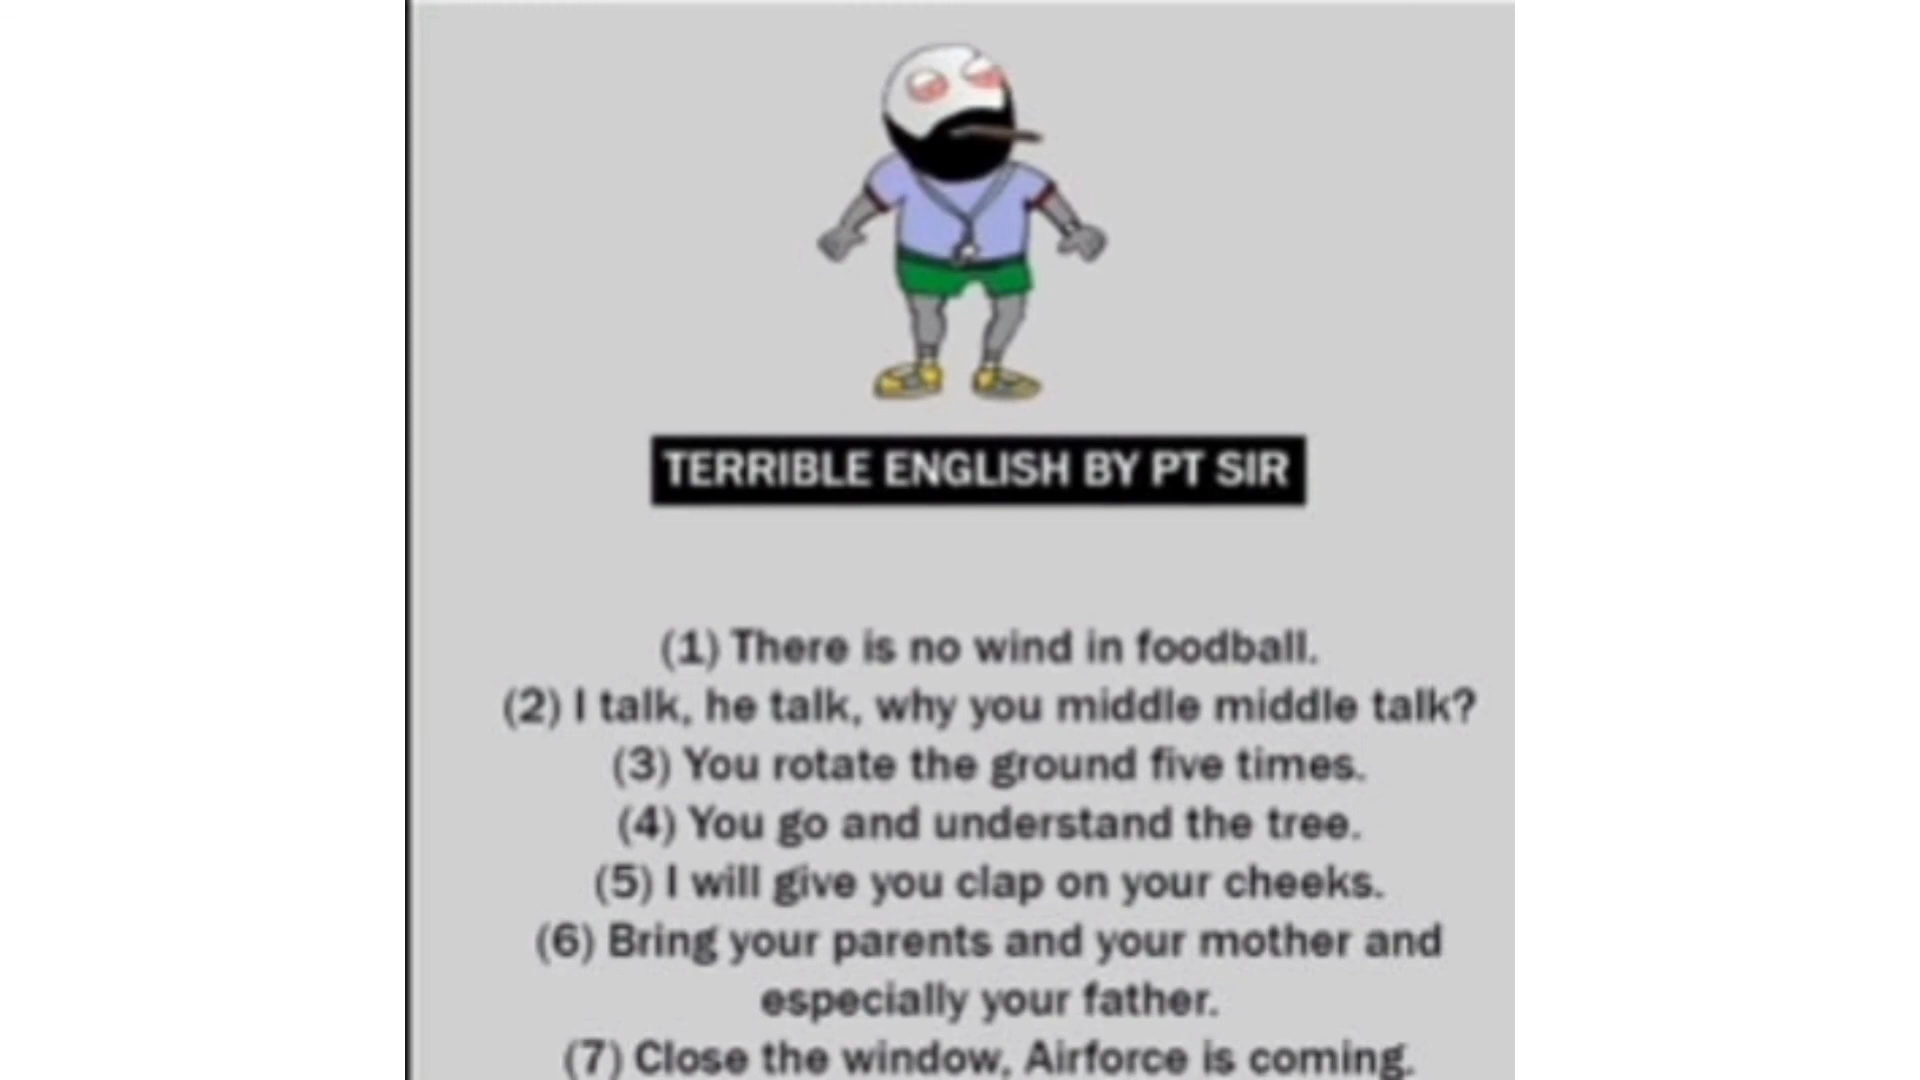 TERRIBLE ENGLISH BY PT SIR
(1) There is no wind in foodball.
(2) I talk, he talk, why you middle middle talk?
(3) You rotate the ground five times.
(4) You go and understand the tree.
(5) I will give you clap on your cheeks.
(6) Bring your parents and your mother and
especially your father.
(7) Close the window, Airforce is coming.